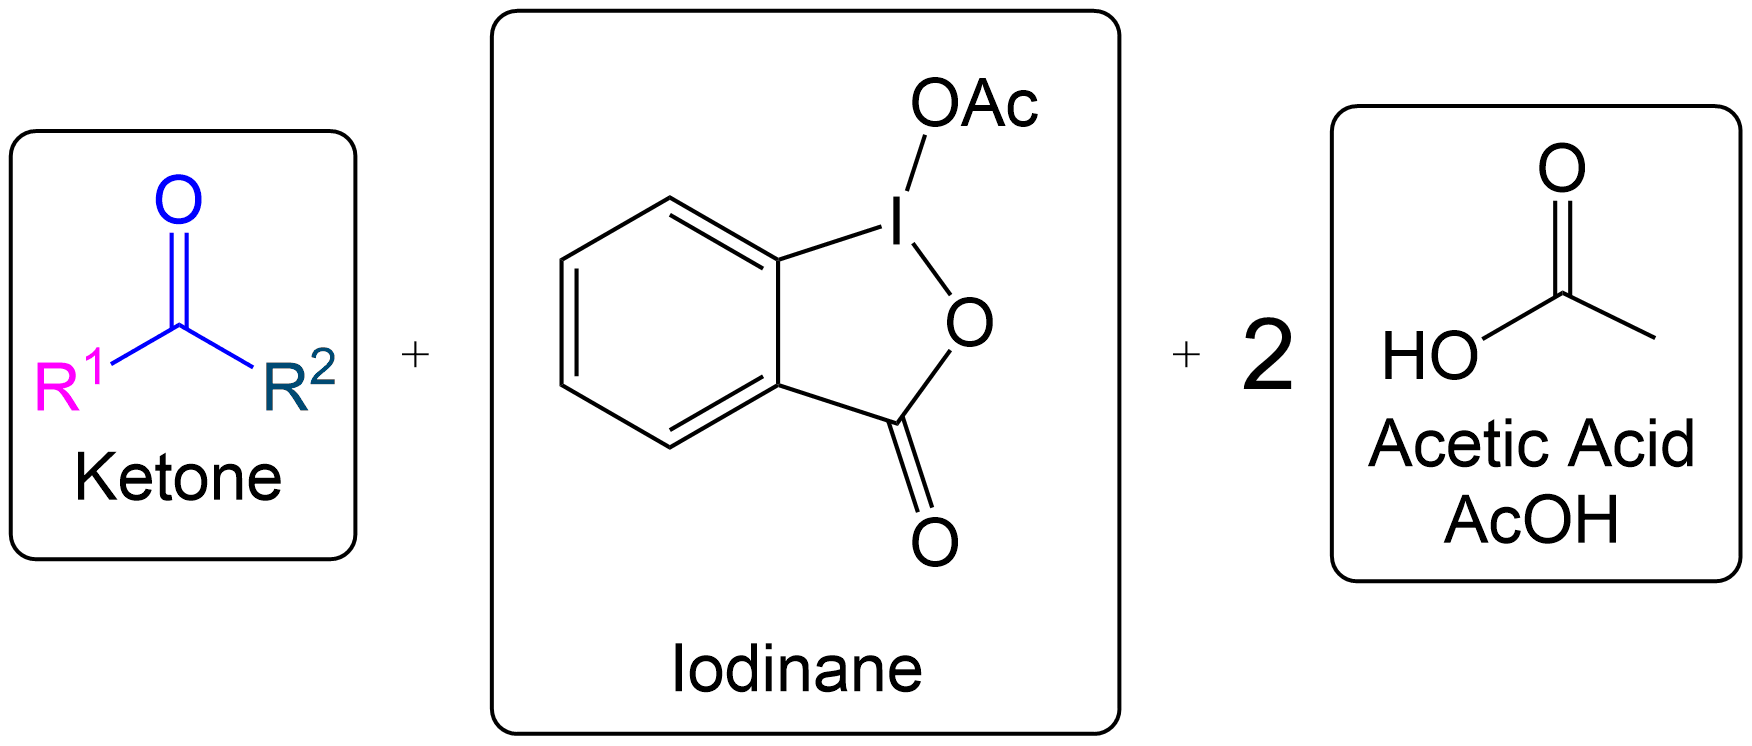 O
R1
R2
Ketone
+
OAc
I
O
O
Iodinane
+
2
O
HO
Acetic Acid
AcOH